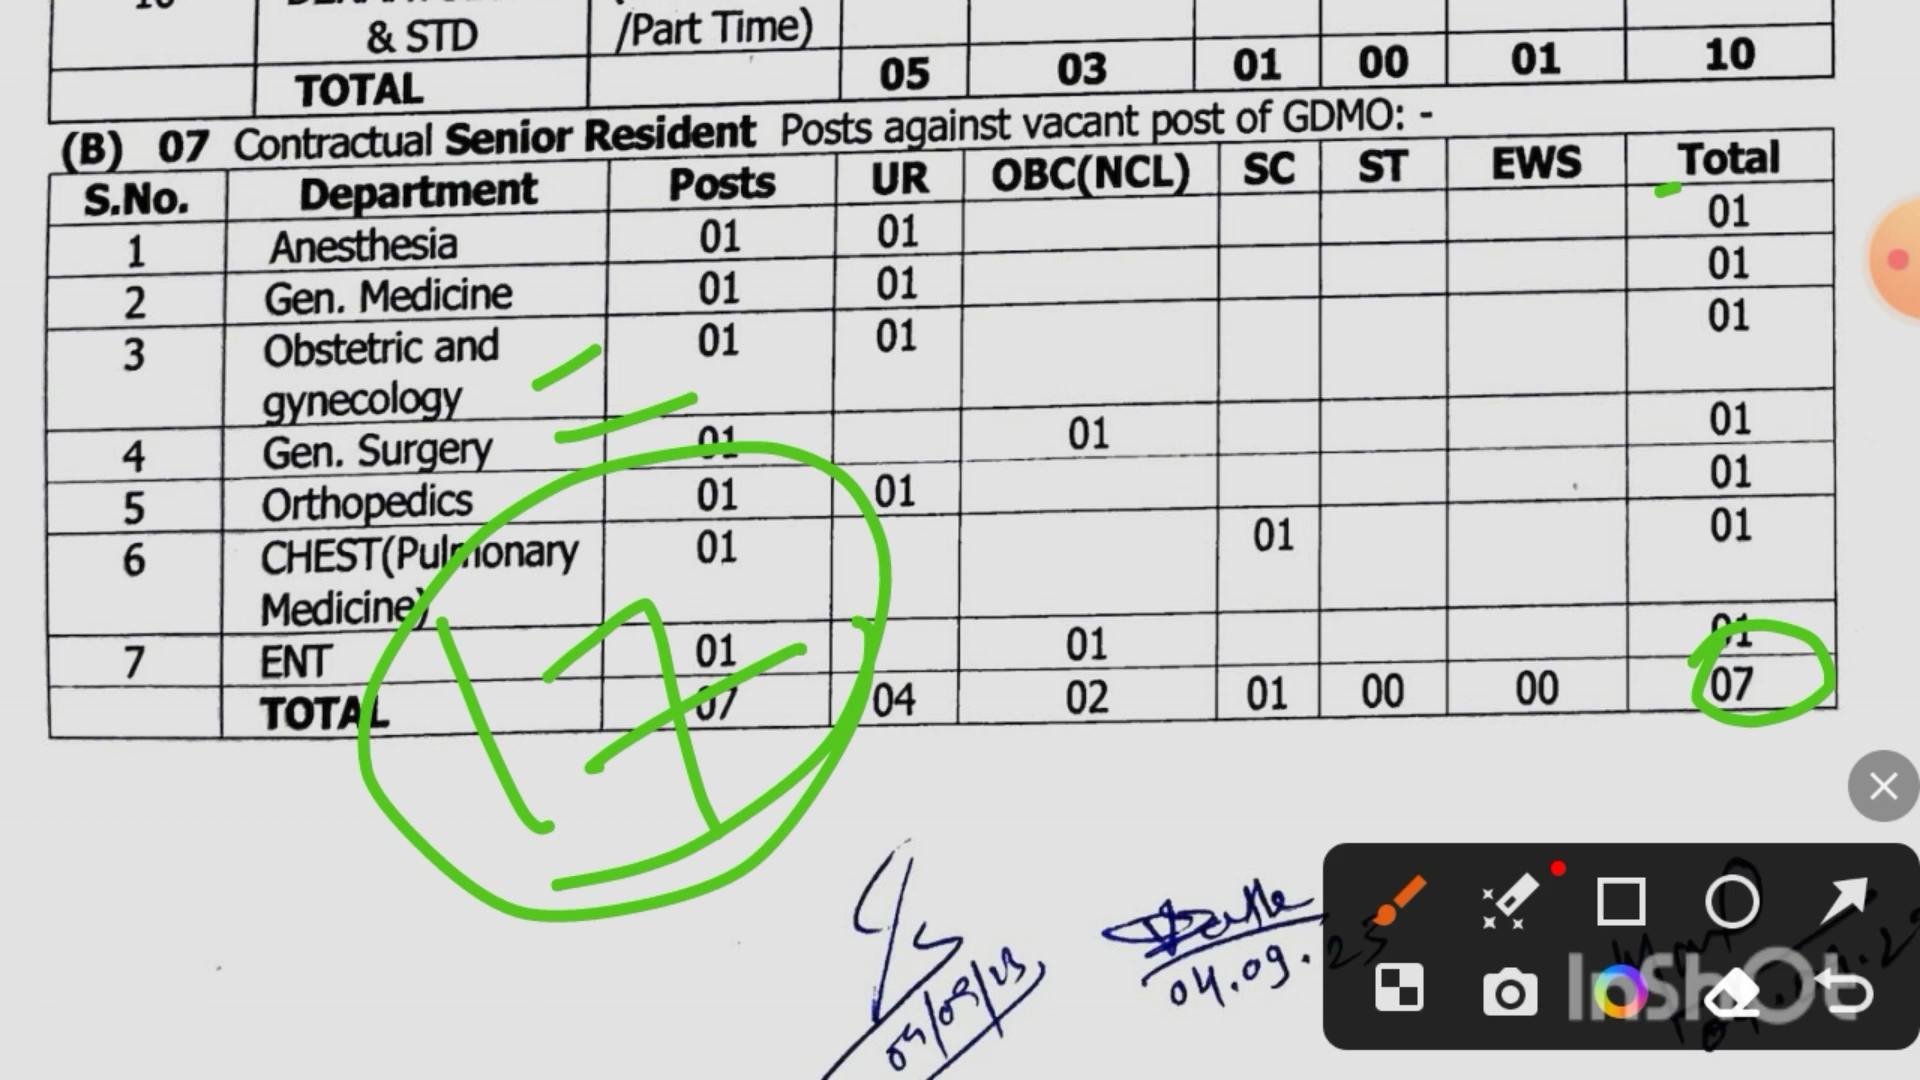 & STD /Part Time)
TOTAL 05 03 01 00 01 10
(B) 07 Contractual Senior Resident Posts against vacant post of GDMO: -
S.No. Department Posts UR OBC(NCL) SC ST EWS Total
1 Anesthesia 01 01 01
2 Gen. Medicine 01 01 01
3 Obstetric and 01 01 01
gynecology
4 Gen. Surgery 01 01 01
5 Orthopedics 01 01 01
6 CHEST(Pulmonary 01 01 01
Medicine)
7 ENT 01 01 01
TOTAL 07 04 02 01 00 00 07
17
04.09.25
InShOt